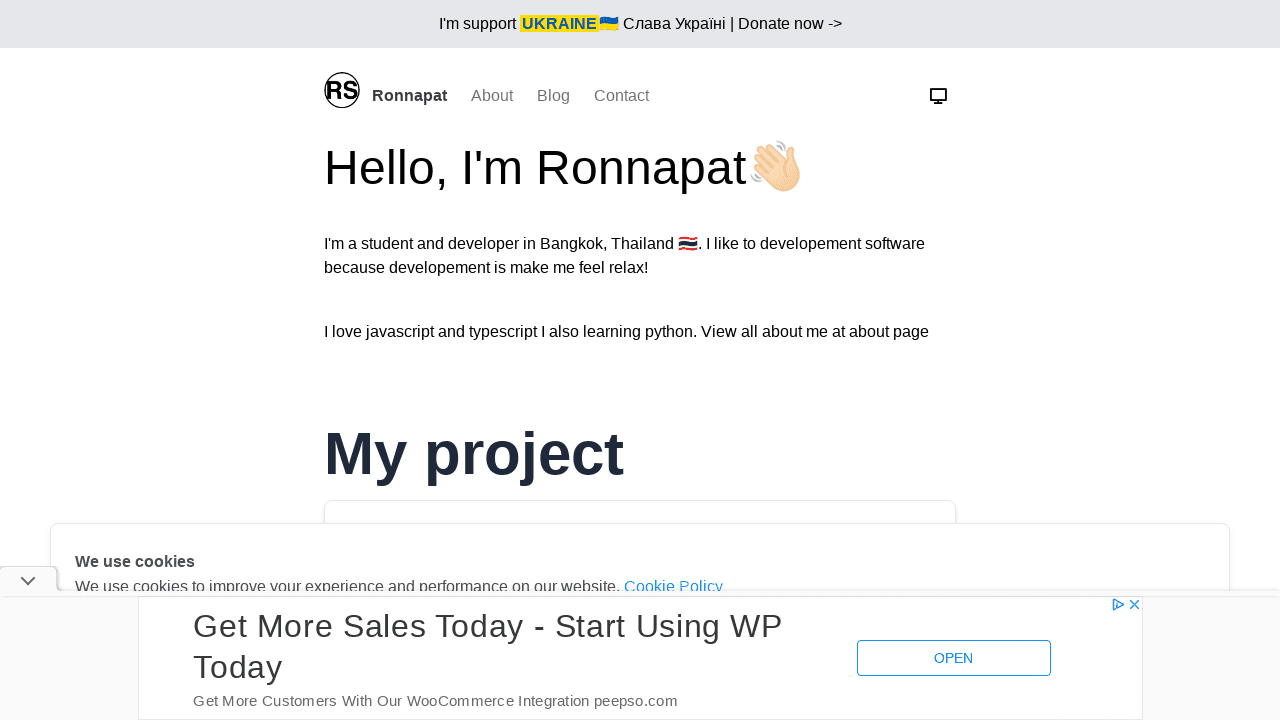 I'm support UKRAINE🇺🇦 Слава Україні | Donate now ->
RS Ronnapat About Blog Contact
Hello, I'm Ronnapat👋🏻
I'm a student and developer in Bangkok, Thailand 🇹🇭. I like to developement software
because developement is make me feel relax!
I love javascript and typescript I also learning python. View all about me at about page
My project
We use cookies
We use cookies to improve your experience and performance on our website. Cookie Policy
Get More Sales Today - Start Using WP
Today
Get More Customers With Our WooCommerce Integration peepso.com
OPEN